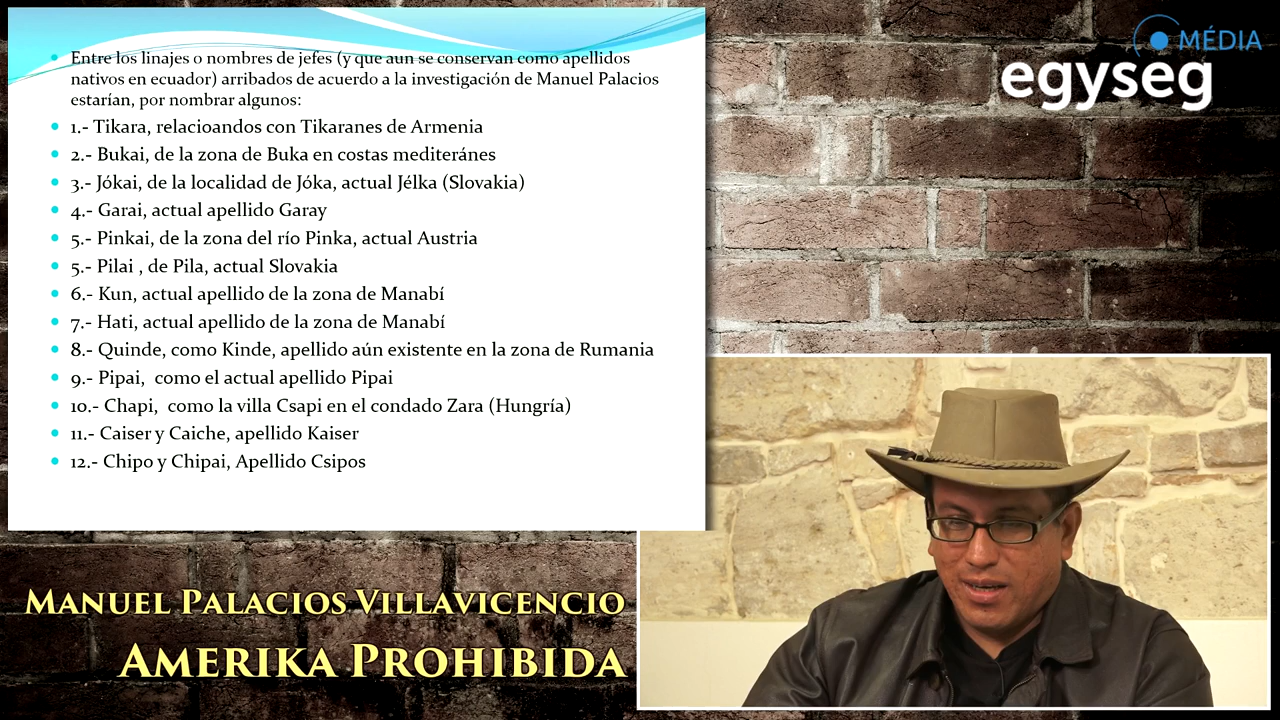 Entre los linajes o nombres de jefes (y que aun se conservan como apellidos
nativos en ecuador) arribados de acuerdo a la investigación de Manuel Palacios
estarían, por nombrar algunos:
1.- Tikara, relacioandos con Tikaranes de Armenia
2.- Bukai, de la zona de Buka en costas mediteránes
3.- Jókai, de la localidad de Jóka, actual Jélka (Slovakia)
4.- Garai, actual apellido Garay
5.- Pinkai, de la zona del río Pinka, actual Austria
5.- Pilai , de Pila, actual Slovakia
6.- Kun, actual apellido de la zona de Manabí
7.- Hati, actual apellido de la zona de Manabí
8.- Quinde, como Kinde, apellido aún existente en la zona de Rumania
9.- Pipai, como el actual apellido Pipai
10.- Chapi, como la villa Csapi en el condado Zara (Hungría)
11.- Caiser y Caiche, apellido Kaiser
12.- Chipo y Chipai, Apellido Csipos
MÉDIA
egyseg
MANUEL PALACIOS VILLAVICENCIO
AMERIKA PROHIBIDA